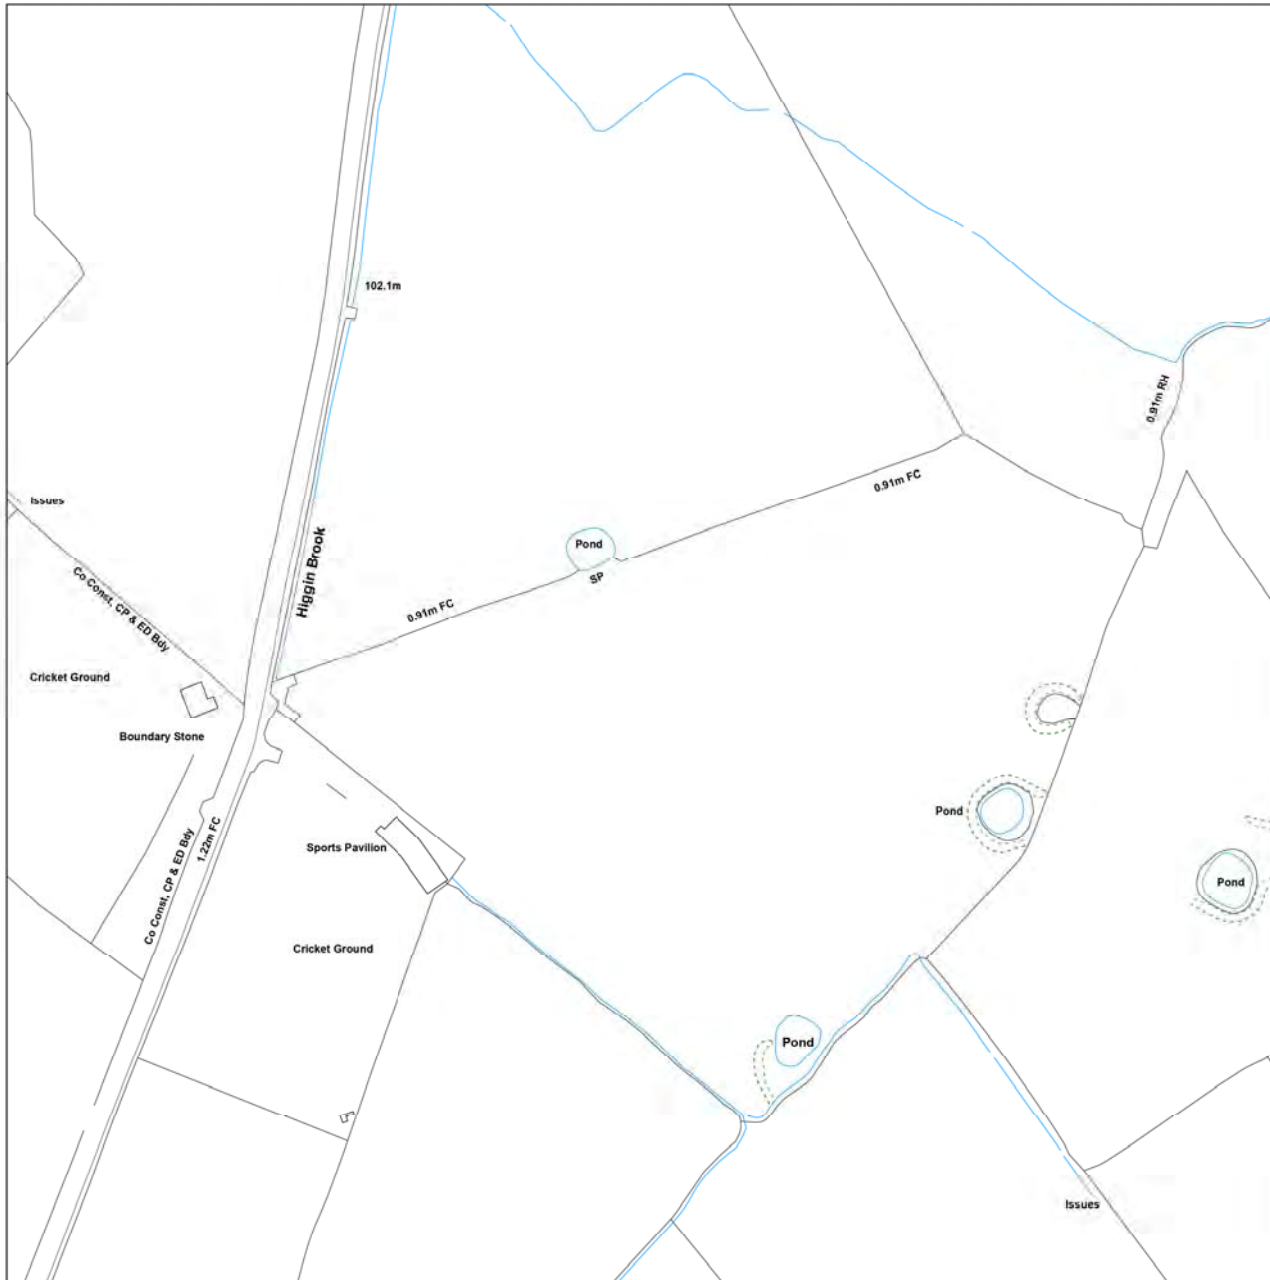 102.1m
0.91m RH
0.91m FC
Issues
Higgin Brook
Pond
SP
Co Const, CP & ED Bdy
0.91m FC
Cricket Ground
Boundary Stone
Pond
1.22m FC
Sports Pavilion
Co Const, CP & ED Bdy
Pond
Cricket Ground
Pond
Issues